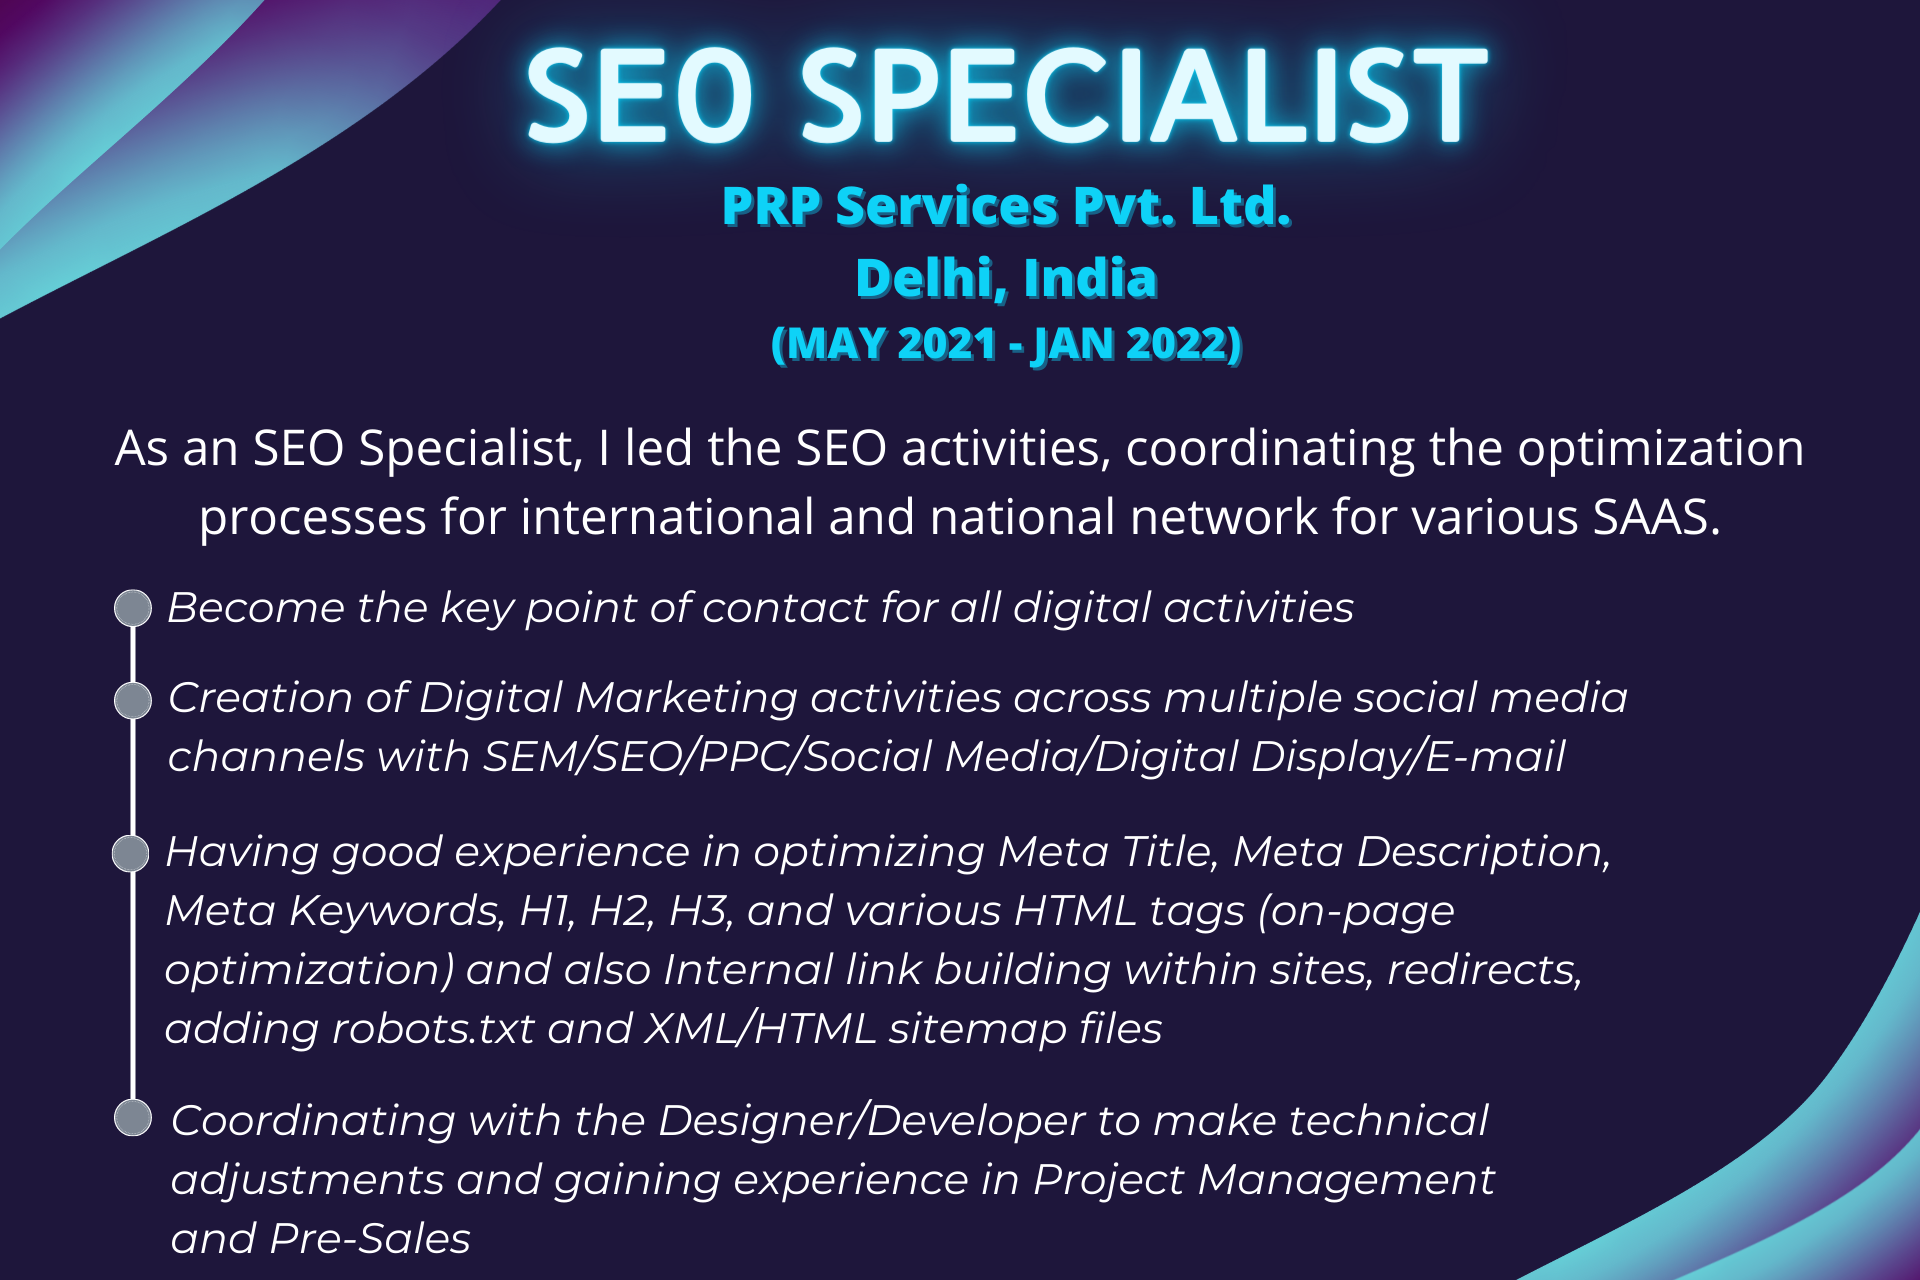 SEO SPECIALIST
PRP Services Pvt. Ltd.
Delhi, India
(MAY 2021 - JAN 2022)
As an SEO Specialist, I led the SEO activities, coordinating the optimization
processes for international and national network for various SAAS.
Become the key point of contact for all digital activities
Creation of Digital Marketing activities across multiple social media
channels with SEM/SEO/PPC/Social Media/Digital Display/E-mail
Having good experience in optimizing Meta Title, Meta Description,
Meta Keywords, H1, H2, H3, and various HTML tags (on-page
optimization) and also Internal link building within sites, redirects,
adding robots.txt and XML/HTML sitemap files
Coordinating with the Designer/Developer to make technical
adjustments and gaining experience in Project Management
and Pre-Sales